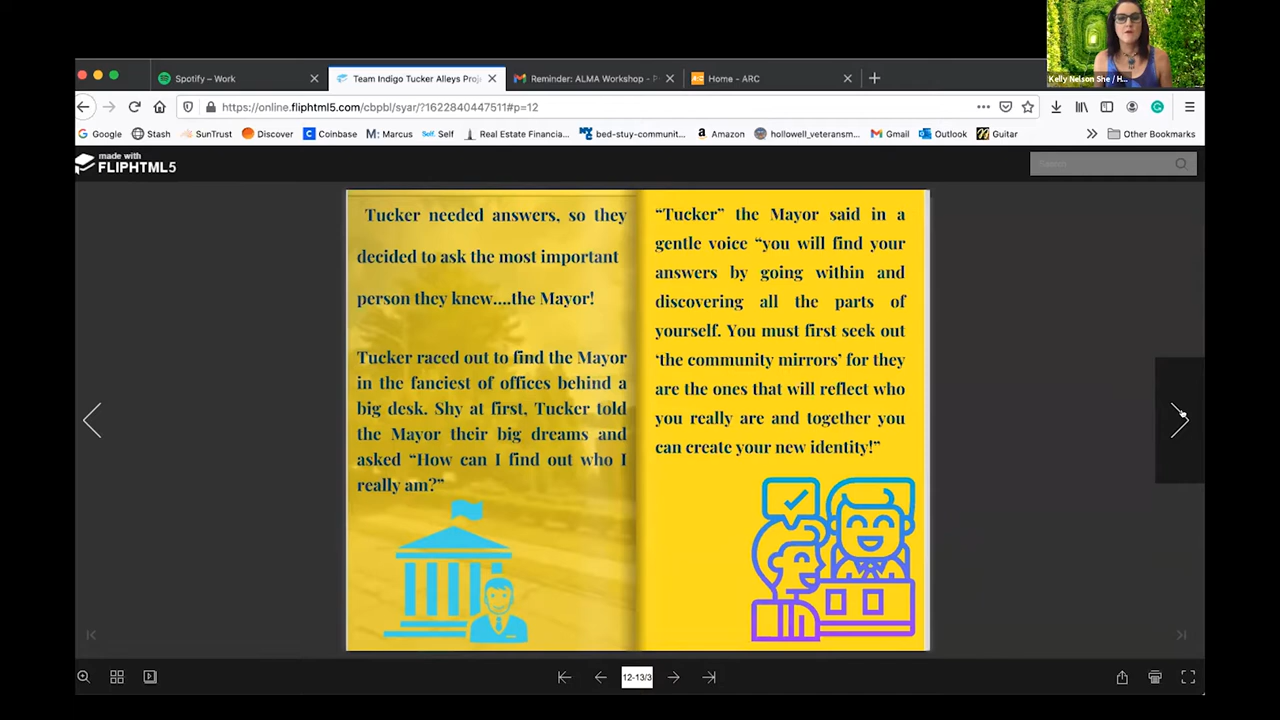 Kelly Nelson She / H...
Spotify – Work
Team Indigo Tucker Alleys Proj
Reminder: ALMA Workshop - P
Home - ARC
https://online.fliphtml5.com/cbpbl/syar/?1622840447511#p=12
Google
Stash
SunTrust
Discover
Coinbase
M: Marcus
Self. Self
Real Estate Financia...
bed-stuy-communit...
Amazon
hollowell_veteransm...
Gmail
Outlook
Guitar
Other Bookmarks
made with
FLIPHTML5
Search
Tucker needed answers, so they
decided to ask the most important
person they knew....the Mayor!
Tucker raced out to find the Mayor
in the fanciest of offices behind a
big desk. Shy at first, Tucker told
the Mayor their big dreams and
asked “How can I find out who I
really am?”
“Tucker” the Mayor said in a
gentle voice “you will find your
answers by going within and
discovering all the parts of
yourself. You must first seek out
‘the community mirrors’ for they
are the ones that will reflect who
you really are and together you
can create your new identity!”
12-13/3